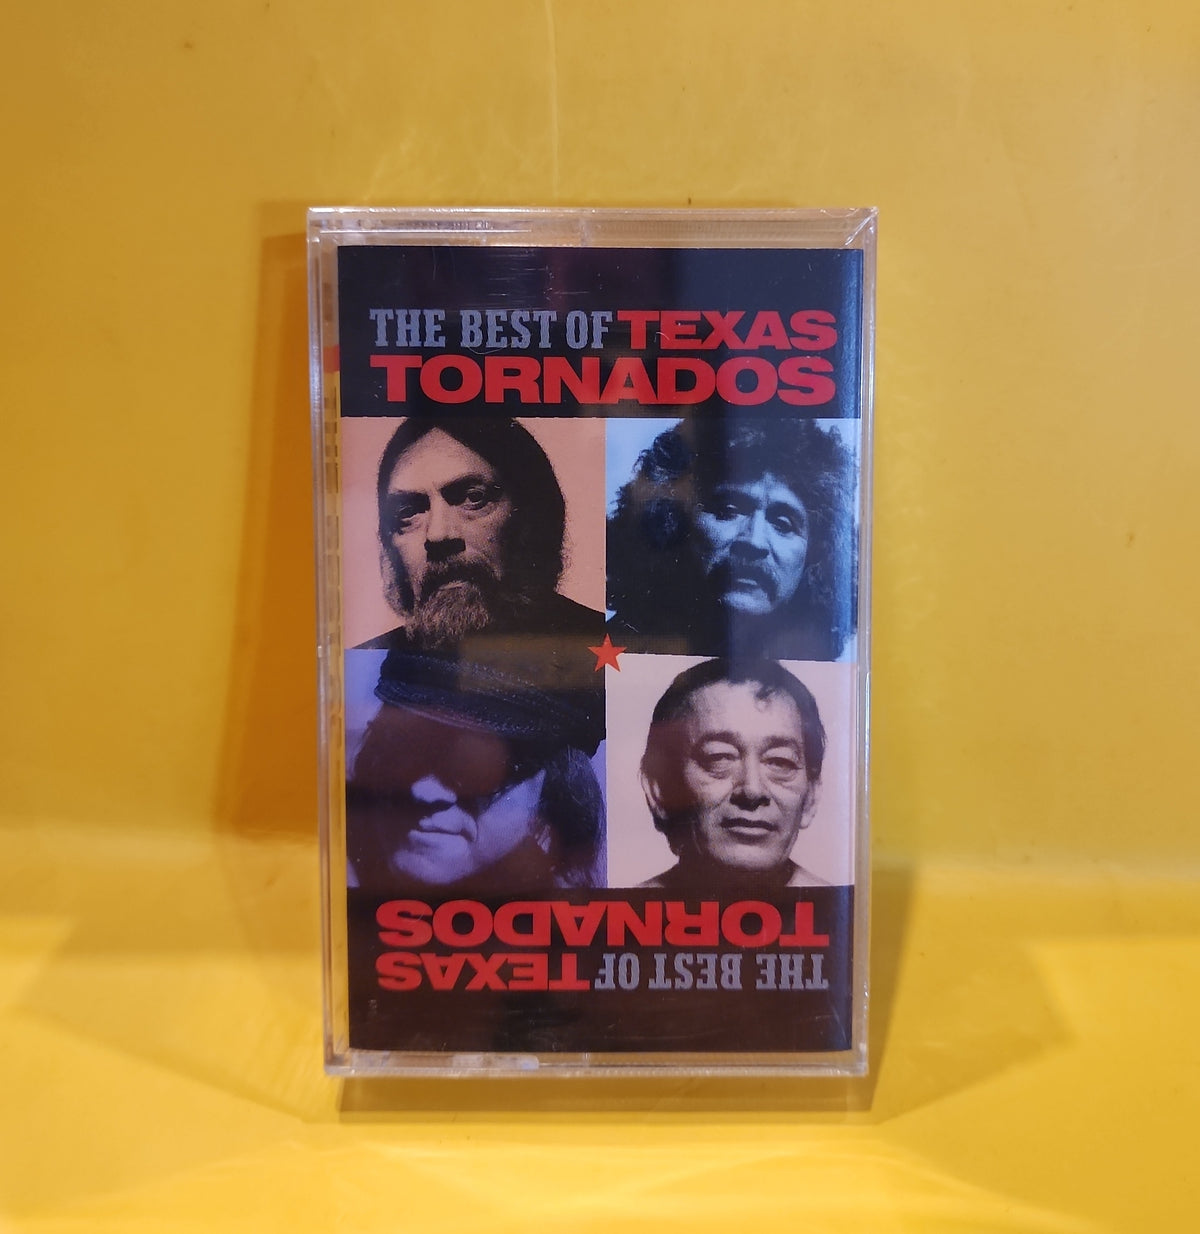 THE BEST OF TEXAS
TORNADOS
TORNADOS
THE BEST OF TEXAS